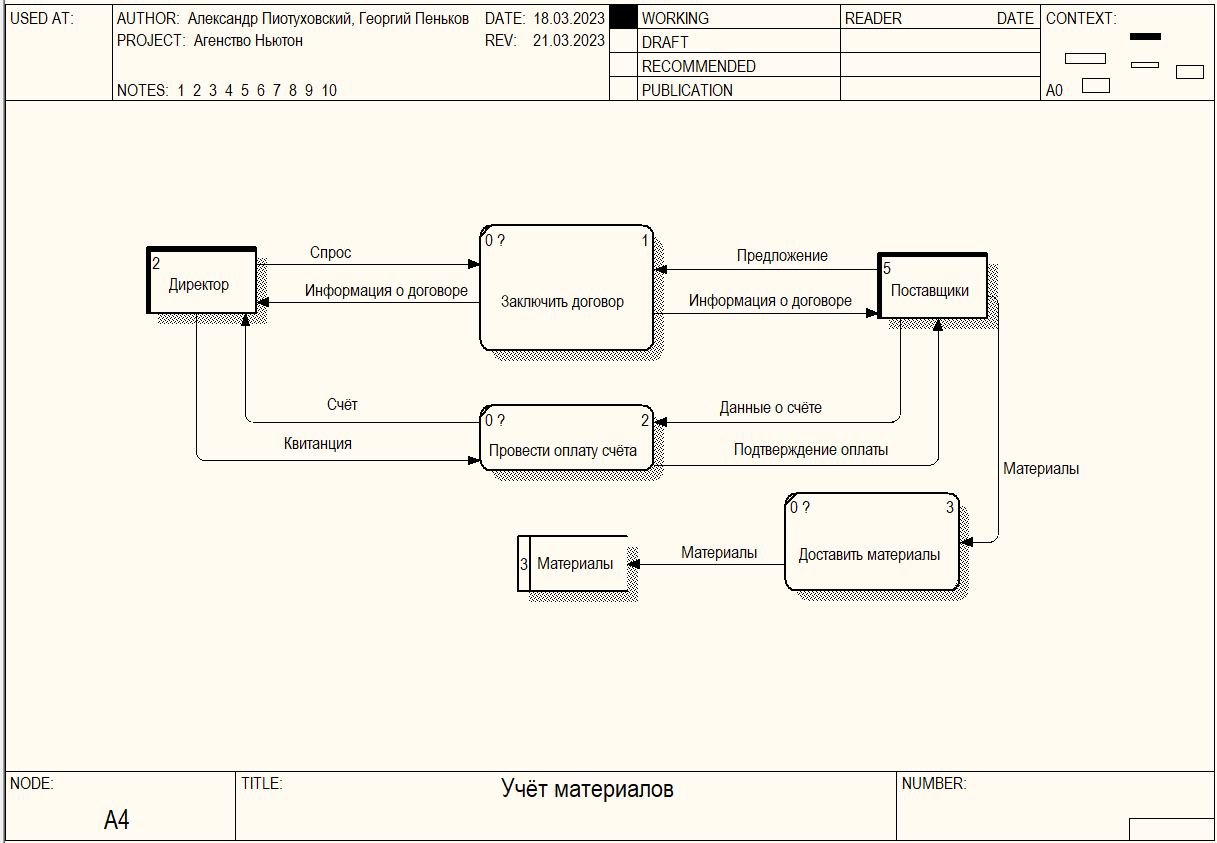 USED AT:
AUTHOR: Александр Пиотуховский, Георгий Пеньков
DATE: 18.03.2023
PROJECT: Агенство Ньютон
REV: 21.03.2023
NOTES: 1 2 3 4 5 6 7 8 9 10
WORKING
DRAFT
RECOMMENDED
PUBLICATION
READER
DATE
CONTEXT:
A0
2
Директор
Спрос
Информация о договоре
0 ?
1
Заключить договор
Предложение
Информация о договоре
5
Поставщики
Счёт
Квитанция
0 ?
2
Провести оплату счёта
Данные о счёте
Подтверждение оплаты
Материалы
0 ?
3
Доставить материалы
Материалы
3
Материалы
NODE:
A4
TITLE:
Учёт материалов
NUMBER: